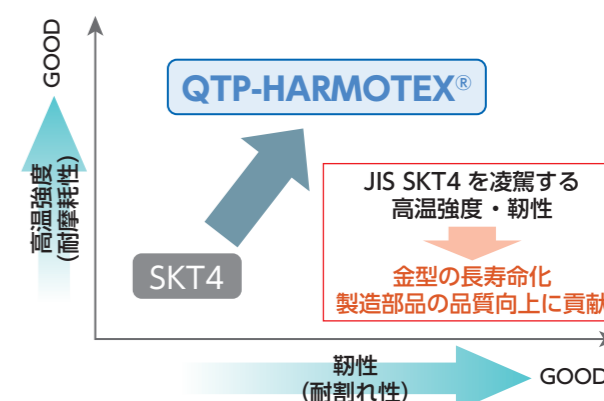 GOOD
高温強度
(耐摩耗性)
QTP-HARMOTEX®
SKT4
JIS SKT4 を凌駕する
高温強度・靭性
金型の長寿命化
製造部品の品質向上に貢献
靭性
(耐割れ性)
GOOD